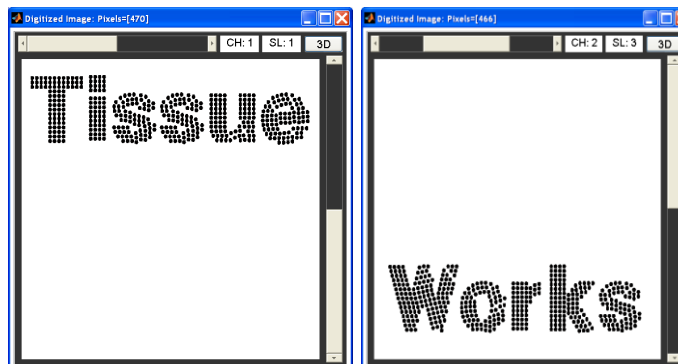 Digitized Image: Pixels=[470]
CH: 1 SL: 1 3D
Tissue
Digitized Image: Pixels=[466]
CH: 2 SL: 3 3D
Works